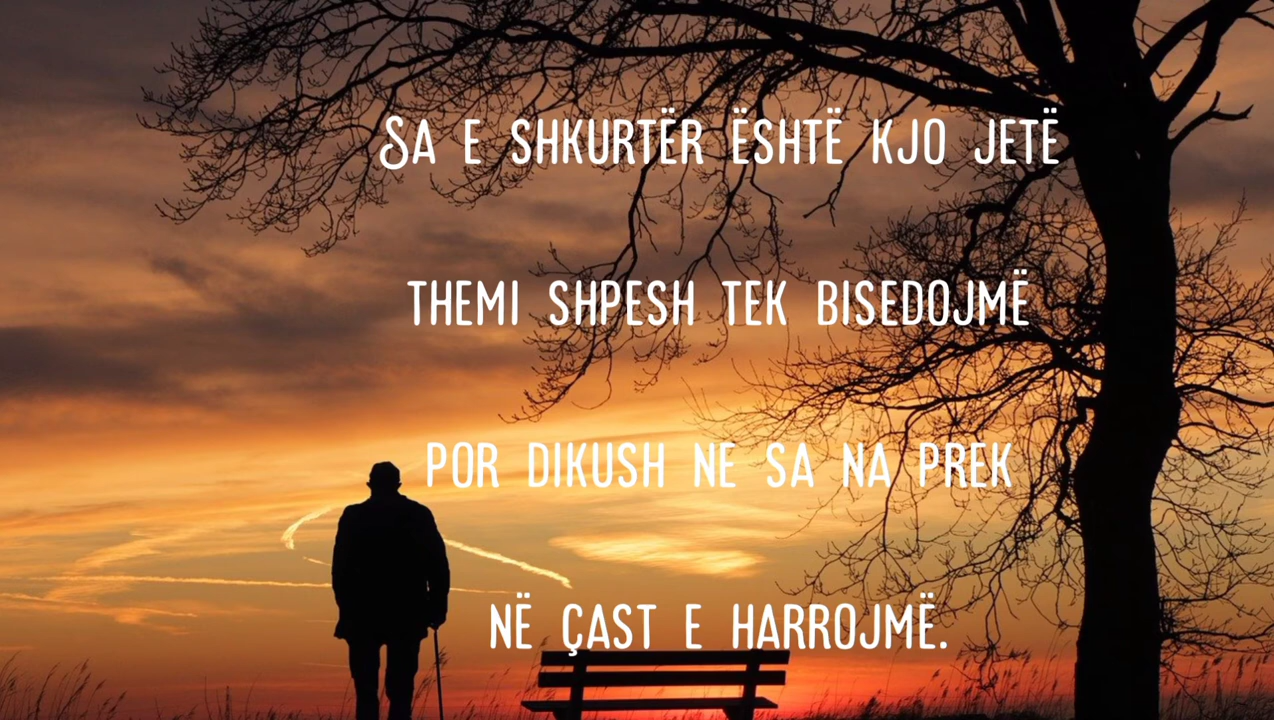 Sa e shkurtër është kjo jetë
themi shpesh tek bisedojmë
por dikush ne sa na prek
në çast e harrojmë.